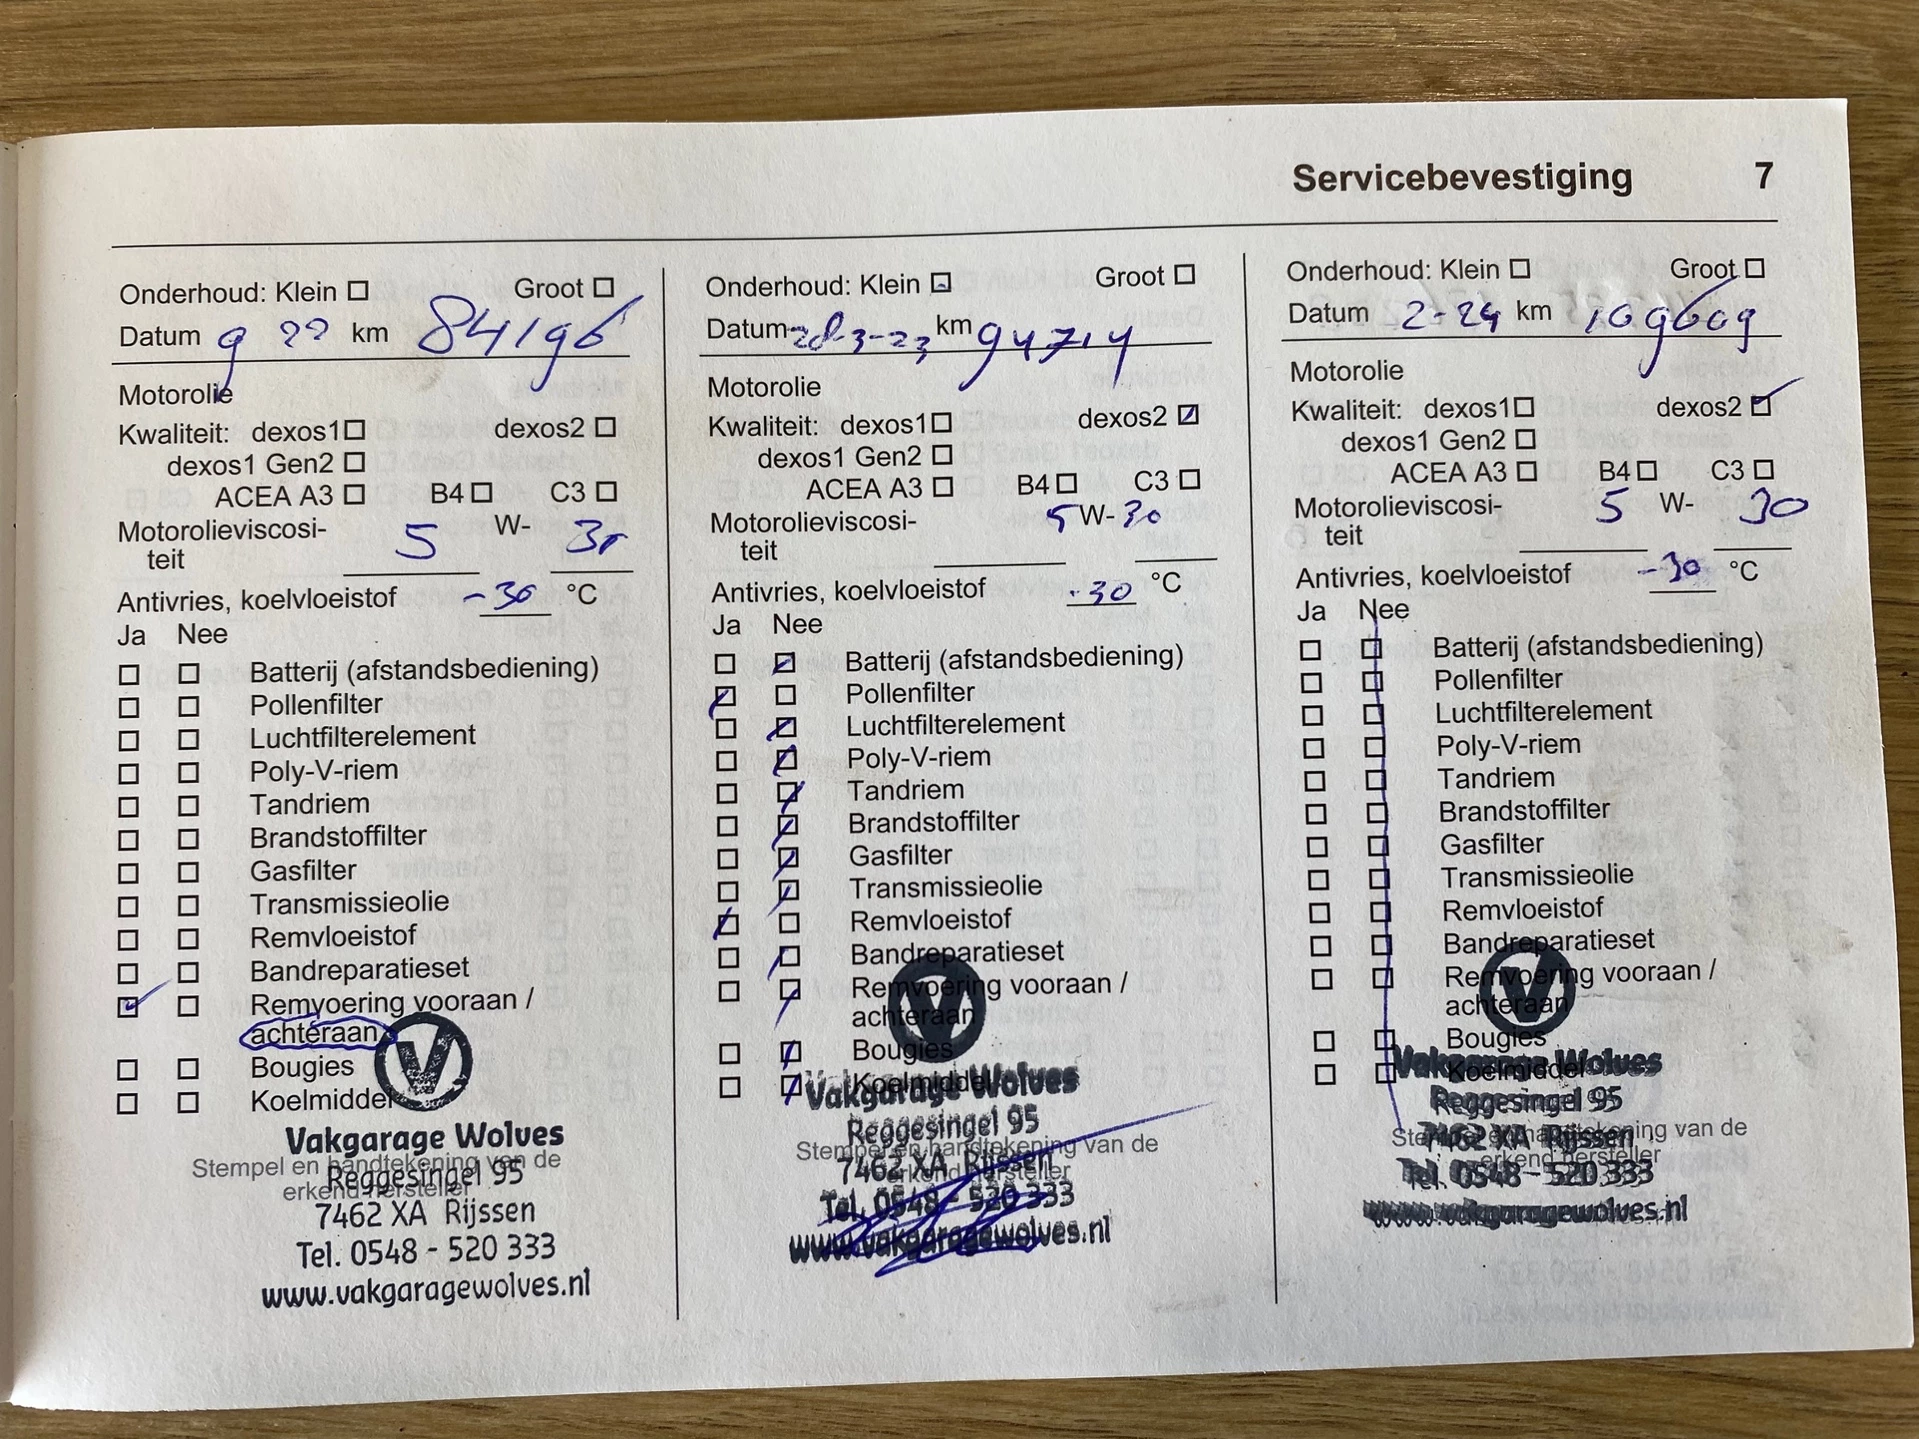 Servicebevestiging 7
Onderhoud: Klein Groot
Datum 9 22 km 84196
Motorolie
Kwaliteit: dexos1 dexos2
dexos1 Gen2
ACEA A3 B4 C3
Motorolieviscosi- 5 W- 30
teit
Antivries, koelvloeistof -30 °C
Ja Nee
Batterij (afstandsbediening)
Pollenfilter
Luchtfilterelement
Poly-V-riem
Tandriem
Brandstoffilter
Gasfilter
Transmissieolie
Remvloeistof
Bandreparatieset
Remvoering vooraan /
achteraan
Bougies
Koelmiddel
Stempel en handtekening van de
erkend hersteller
Vakgarage Wolves
Reggesingel 95
7462 XA Rijssen
Tel. 0548 - 520 333
www.vakgaragewolves.nl
Onderhoud: Klein Groot
Datum 28-3-23 km 94714
Motorolie
Kwaliteit: dexos1 dexos2
dexos1 Gen2
ACEA A3 B4 C3
Motorolieviscosi- 5 W- 30
teit
Antivries, koelvloeistof -30 °C
Ja Nee
Batterij (afstandsbediening)
Pollenfilter
Luchtfilterelement
Poly-V-riem
Tandriem
Brandstoffilter
Gasfilter
Transmissieolie
Remvloeistof
Bandreparatieset
Remvoering vooraan /
achteraan
Bougies
Koelmiddel
Stempel en handtekening van de
erkend hersteller
Vakgarage Wolves
Reggesingel 95
7462 XA Rijssen
Tel. 0548 - 520 333
www.vakgaragewolves.nl
Onderhoud: Klein Groot
Datum 2-24 km 109609
Motorolie
Kwaliteit: dexos1 dexos2
dexos1 Gen2
ACEA A3 B4 C3
Motorolieviscosi- 5 W- 30
teit
Antivries, koelvloeistof -30 °C
Ja Nee
Batterij (afstandsbediening)
Pollenfilter
Luchtfilterelement
Poly-V-riem
Tandriem
Brandstoffilter
Gasfilter
Transmissieolie
Remvloeistof
Bandreparatieset
Remvoering vooraan /
achteraan
Bougies
Koelmiddel
Stempel en handtekening van de
erkend hersteller
Vakgarage Wolves
Reggesingel 95
7462 XA Rijssen
Tel. 0548 - 520 333
www.vakgaragewolves.nl